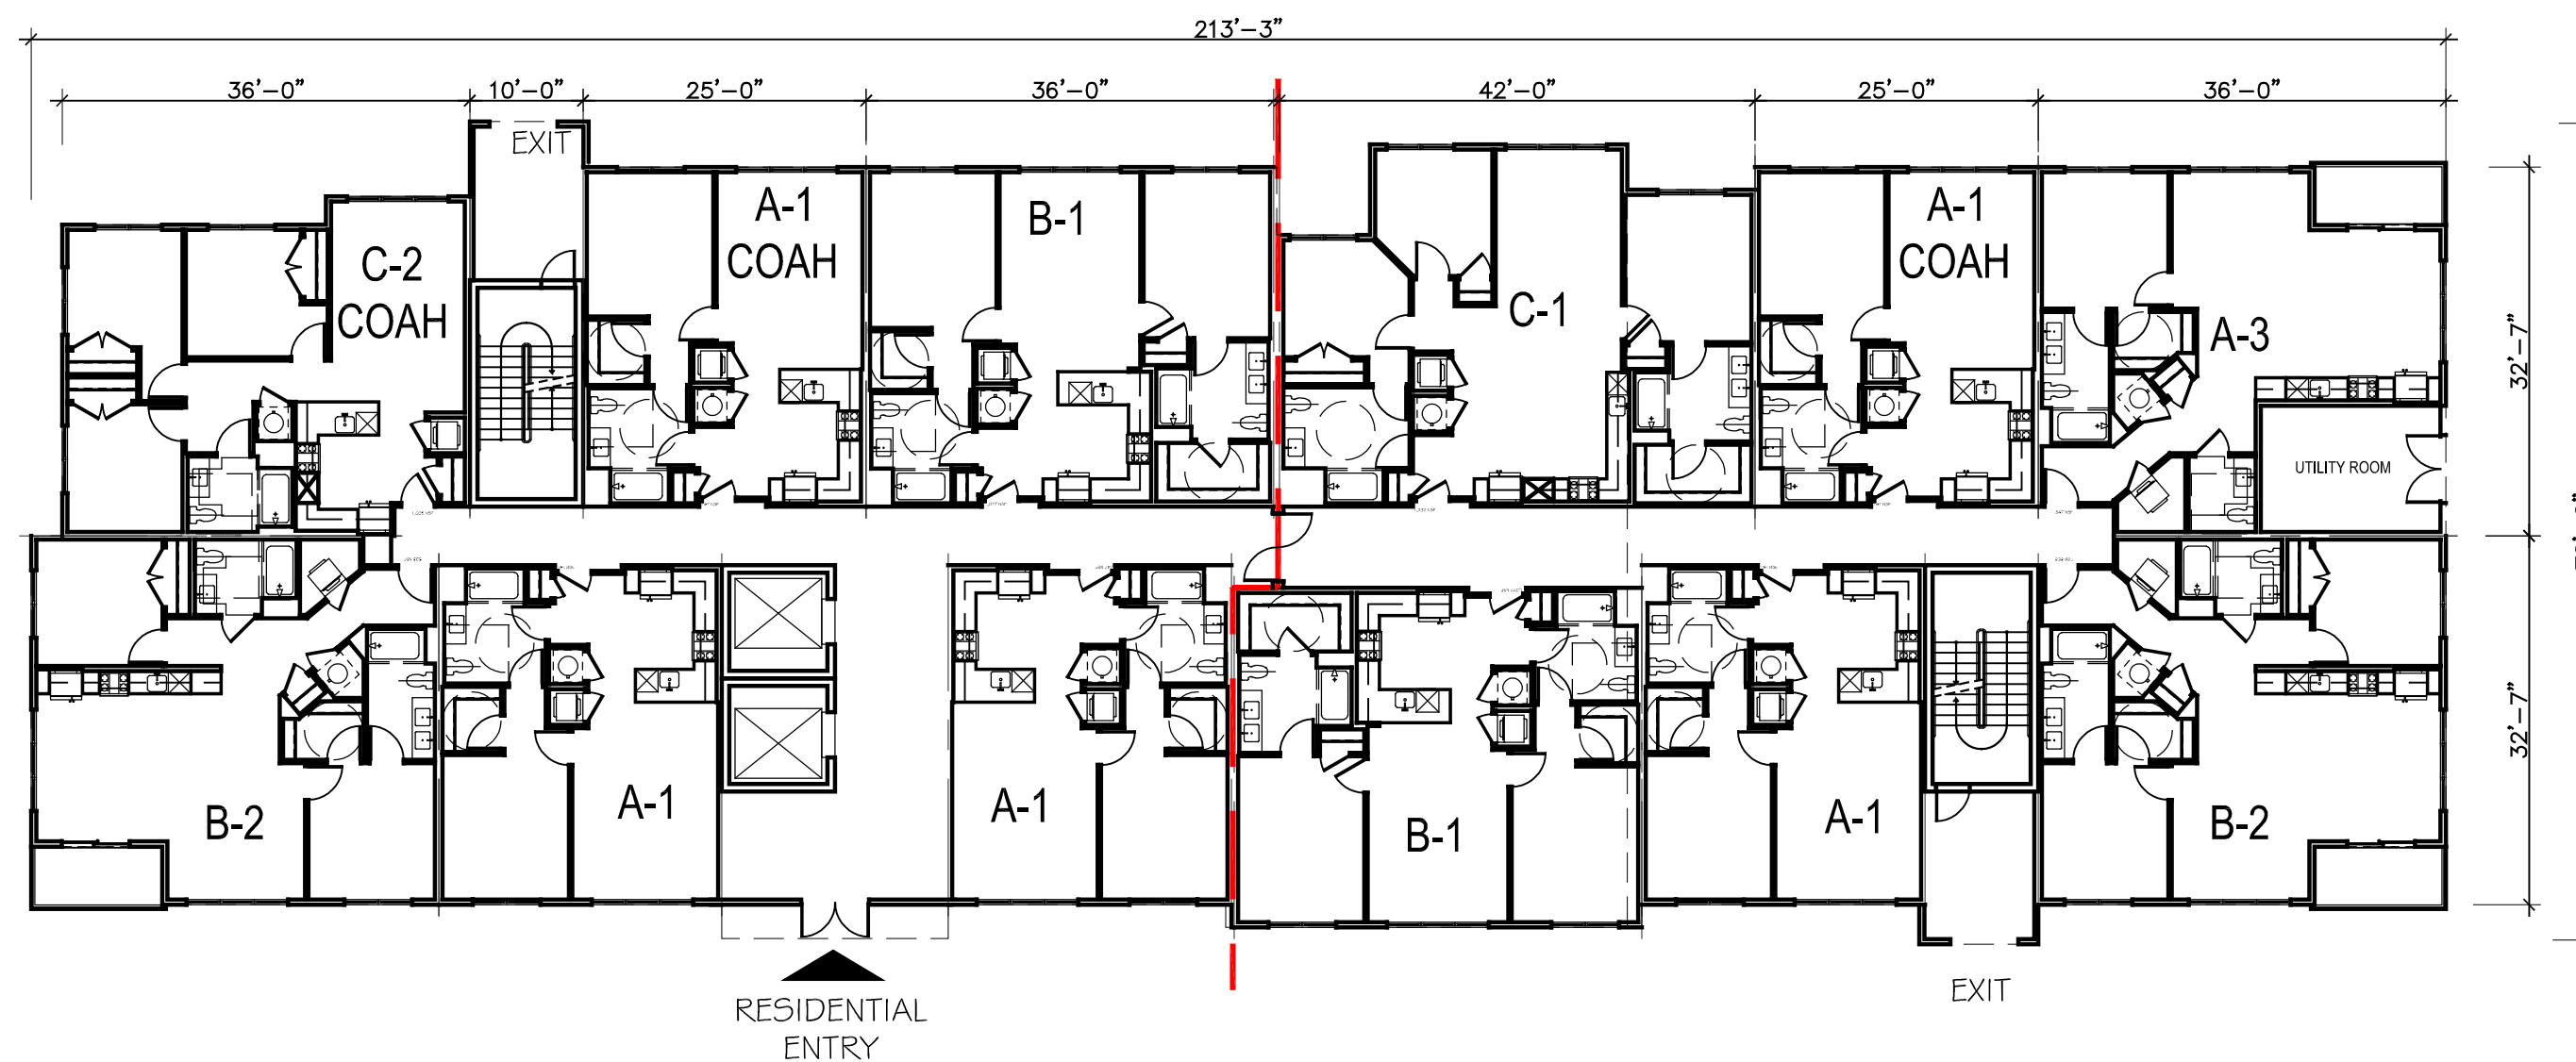 213'-3"
36'-0"
10'-0"
25'-0"
36'-0"
42'-0"
25'-0"
36'-0"
EXIT
A-1
COAH
B-1
A-1
COAH
C-2
COAH
C-1
A-3
32'-7"
UTILITY ROOM
B-2
A-1
A-1
B-1
A-1
B-2
32'-7"
EXIT
RESIDENTIAL
ENTRY